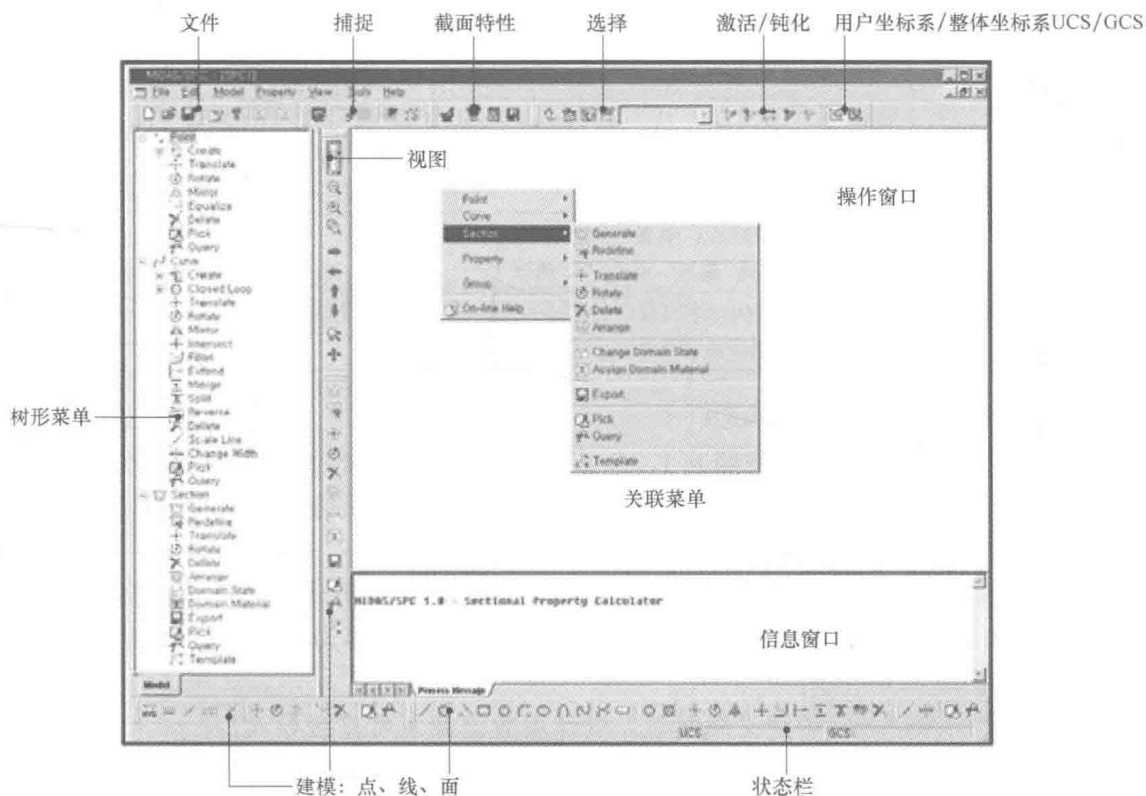 文件
捕捉
截面特性
选择
激活/钝化
用户坐标系/整体坐标系UCS/GCS
MIDAS/SPC - [SPC1]
File Edit Model Property View Tools Help
Point
Create
Translate
Rotate
Mirror
Equalize
Delete
Pick
Query
Curve
Create
Closed Loop
Translate
Rotate
Mirror
Intersect
Fillet
Extend
Merge
Split
Reverse
Delete
Scale Line
Change Width
Pick
Query
Section
Generate
Redefine
Translate
Rotate
Delete
Arrange
Domain State
Domain Material
Export
Pick
Query
Template
Model
树形菜单
视图
操作窗口
Point
Curve
Section
Property
Group
On-line Help
Generate
Redefine
Translate
Rotate
Delete
Arrange
Change Domain State
Assign Domain Material
Export
Pick
Query
Template
关联菜单
MIDAS/SPC 1.0 - Sectional Property Calculator
信息窗口
Process Message
UCS
GCS
建模：点、线、面
状态栏